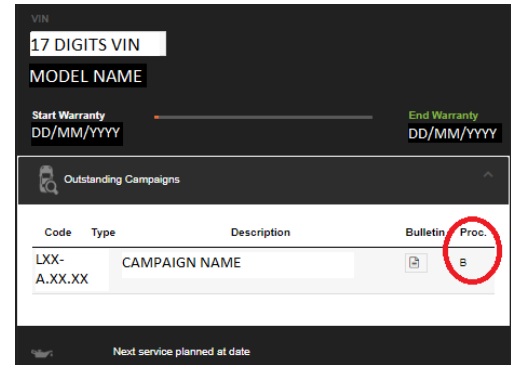 VIN
17 DIGITS VIN
MODEL NAME
Start Warranty End Warranty
DD/MM/YYYY DD/MM/YYYY
Outstanding Campaigns
Code Type Description Bulletin Proc.
LXX- CAMPAIGN NAME B
A.XX.XX
Next service planned at date